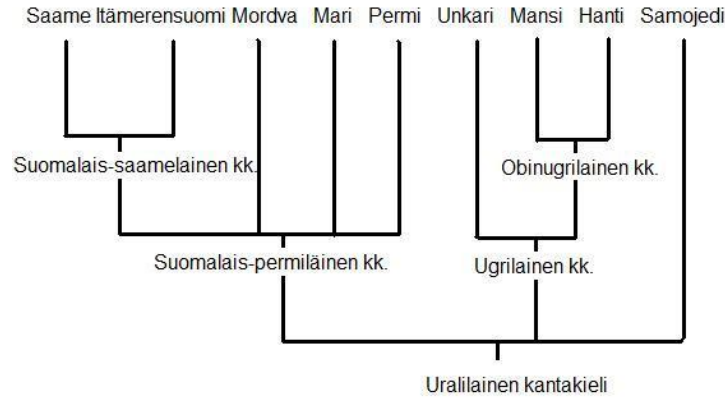 Saame Itämerensuomi Mordva Mari Permi Unkari Mansi Hanti Samojedi
Suomalais-saamelainen kk. Obinugrilainen kk.
Suomalais-permiläinen kk. Ugrilainen kk.
Uralilainen kantakieli